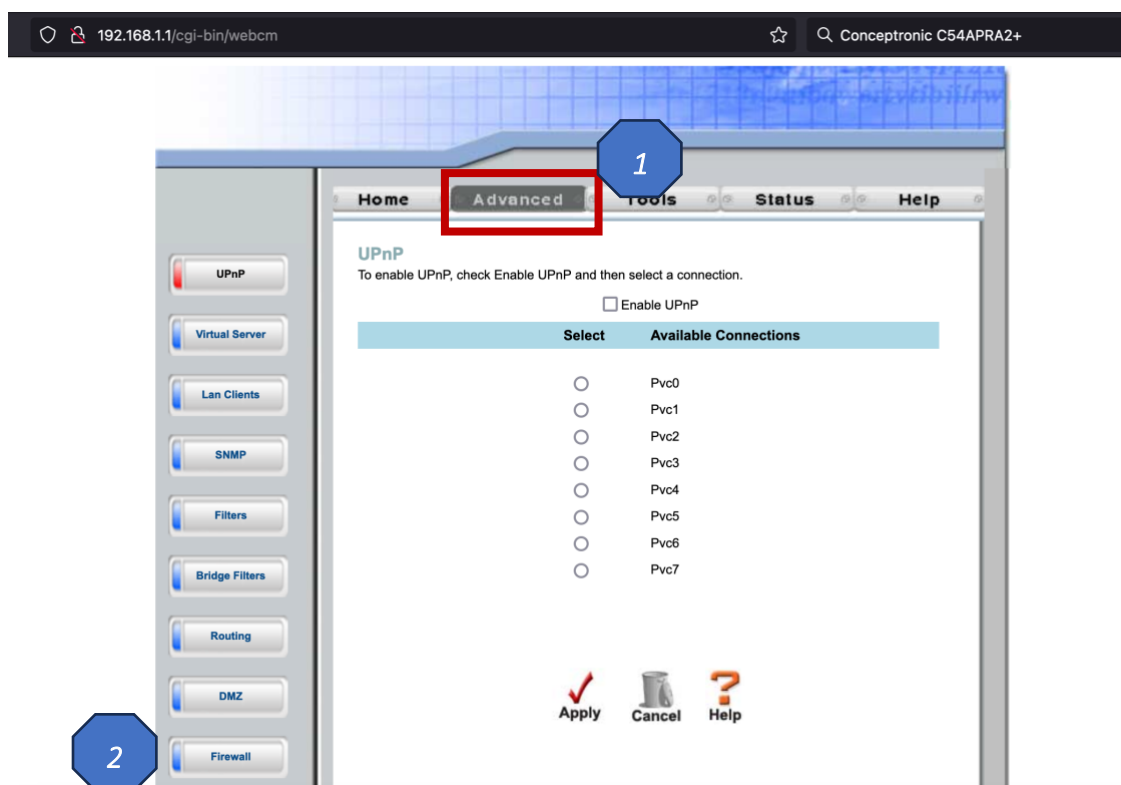 192.168.1.1/cgi-bin/webcm
Conceptronic C54APRA2+
1
Home Advanced Tools Status Help
UPnP
To enable UPnP, check Enable UPnP and then select a connection.
Enable UPnP
Select Available Connections
Pvc0
Pvc1
Pvc2
Pvc3
Pvc4
Pvc5
Pvc6
Pvc7
Apply Cancel Help
UPnP
Virtual Server
Lan Clients
SNMP
Filters
Bridge Filters
Routing
DMZ
2
Firewall